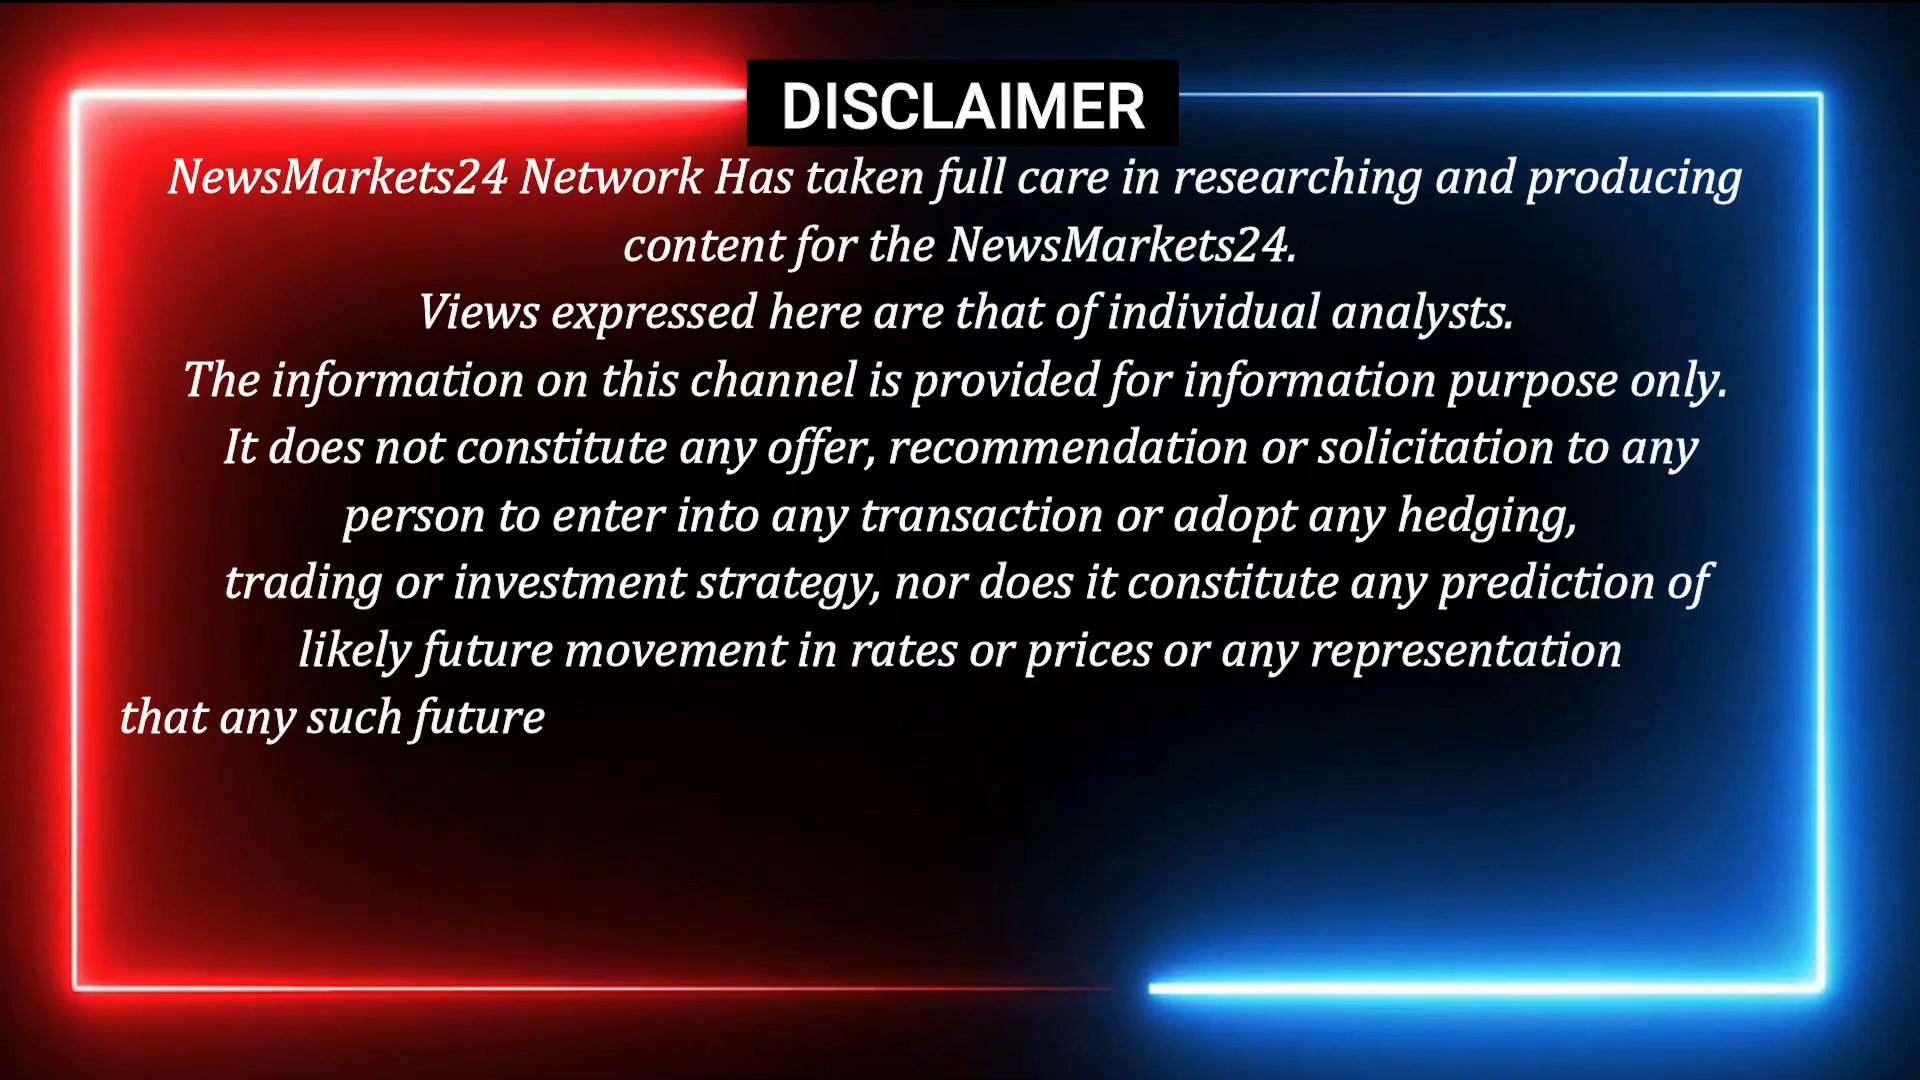 DISCLAIMER
NewsMarkets24 Network Has taken full care in researching and producing
content for the NewsMarkets24.
Views expressed here are that of individual analysts.
The information on this channel is provided for information purpose only.
It does not constitute any offer, recommendation or solicitation to any
person to enter into any transaction or adopt any hedging,
trading or investment strategy, nor does it constitute any prediction of
likely future movement in rates or prices or any representation
that any such future